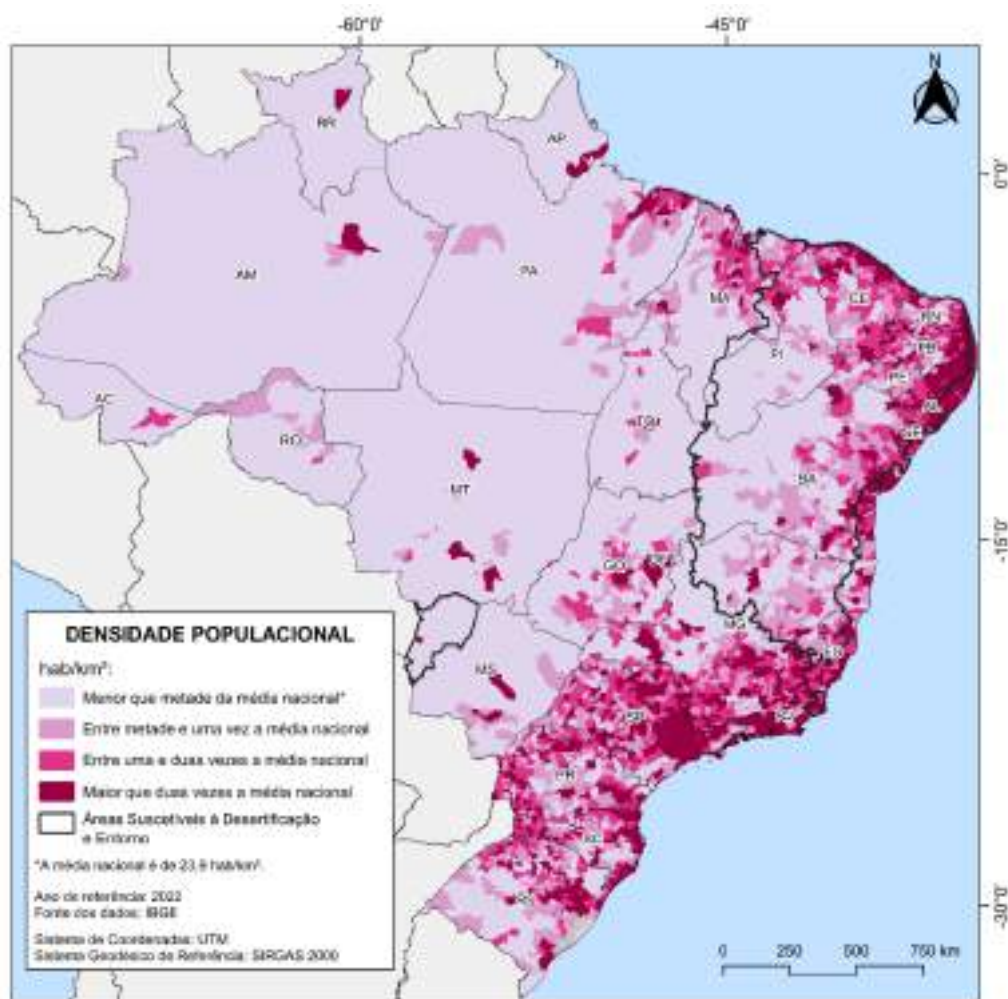 -60°0'
-45°0'
N
RR
AP
0°0'
AM
PA
MA
CE
RN
PB
PI
PE
AC
AL
SE
TO
RO
BA
MT
-15°0'
GO
MG
ES
MS
SP
RJ
PR
SC
RS
-30°0'
DENSIDADE POPULACIONAL
hab/km²:
Menor que metade da média nacional*
Entre metade e uma vez a média nacional
Entre uma e duas vezes a média nacional
Maior que duas vezes a média nacional
Áreas Suscetíveis à Desertificação
e Entorno
*A média nacional é de 23,8 hab/km².
Ano de referência: 2022
Fonte dos dados: IBGE
Sistema de Coordenadas: UTM
Sistema Geodésico de Referência: SIRGAS 2000
0 250 500 750 km